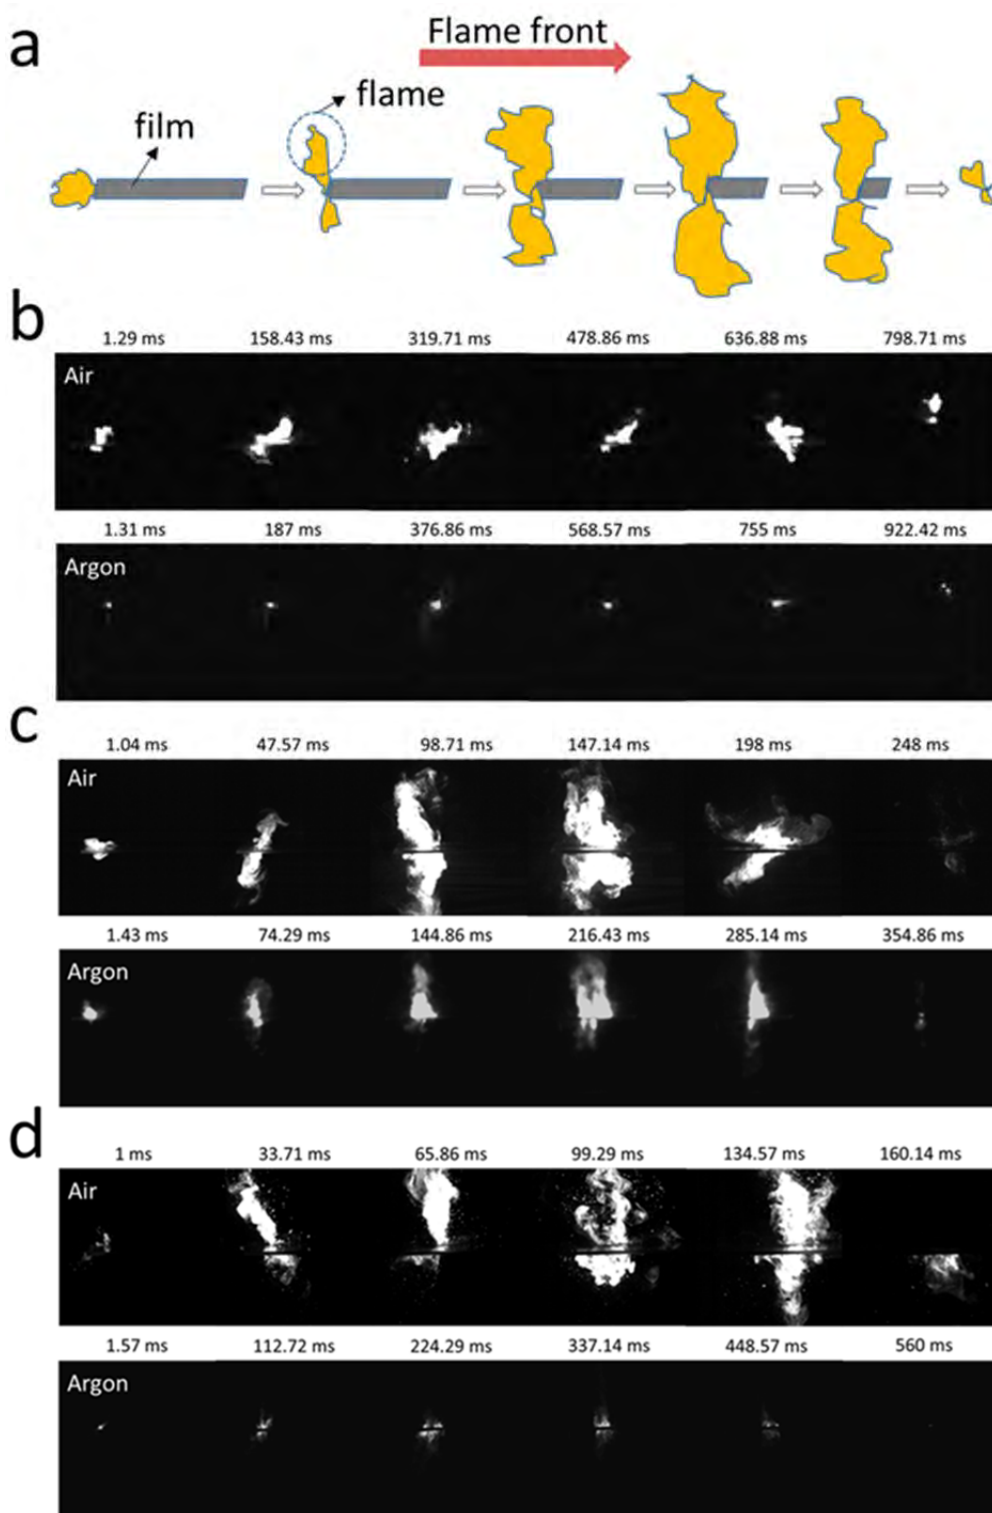 a
Flame front
flame
film
b
1.29 ms 158.43 ms 319.71 ms 478.86 ms 636.88 ms 798.71 ms
Air
1.31 ms 187 ms 376.86 ms 568.57 ms 755 ms 922.42 ms
Argon
c
1.04 ms 47.57 ms 98.71 ms 147.14 ms 198 ms 248 ms
Air
1.43 ms 74.29 ms 144.86 ms 216.43 ms 285.14 ms 354.86 ms
Argon
d
1 ms 33.71 ms 65.86 ms 99.29 ms 134.57 ms 160.14 ms
Air
1.57 ms 112.72 ms 224.29 ms 337.14 ms 448.57 ms 560 ms
Argon